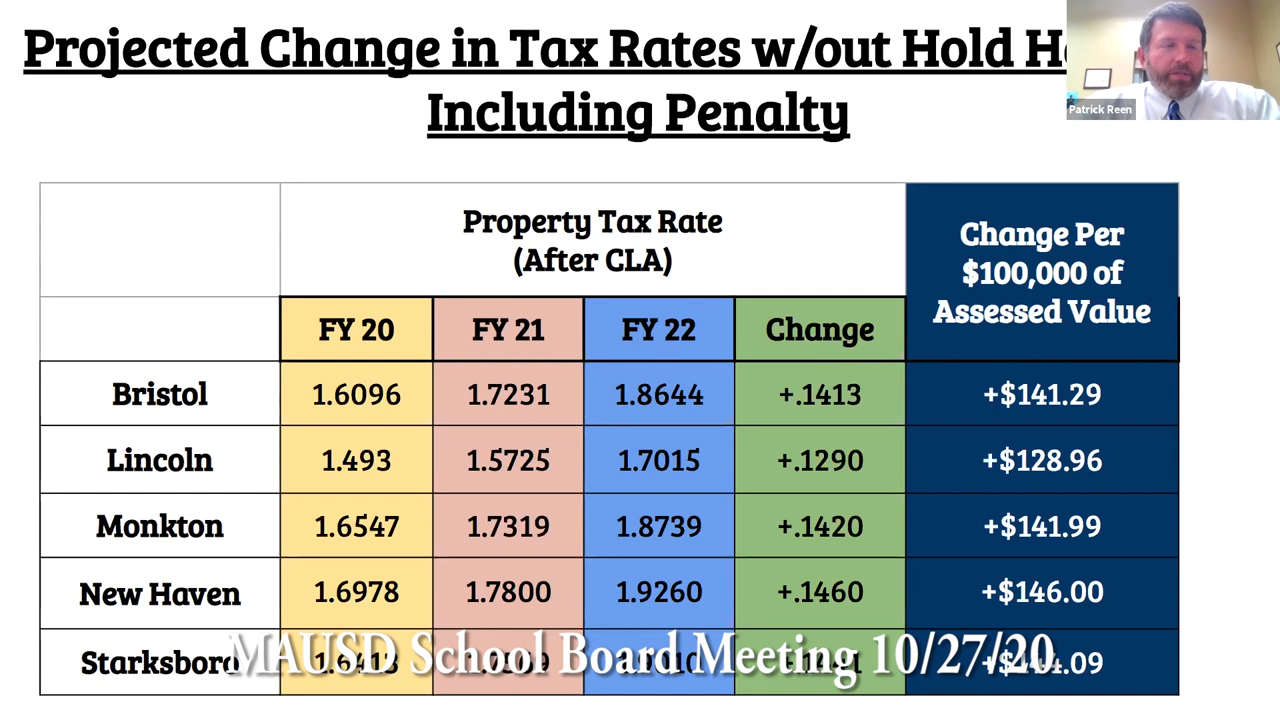 Projected Change in Tax Rates w/out Hold
Including Penalty
Patrick Reen
Property Tax Rate
(After CLA)
Change Per
$100,000 of
Assessed Value
FY 20 FY 21 FY 22 Change
Bristol 1.6096 1.7231 1.8644 +.1413 +$141.29
Lincoln 1.493 1.5725 1.7015 +.1290 +$128.96
Monkton 1.6547 1.7319 1.8739 +.1420 +$141.99
New Haven 1.6978 1.7800 1.9260 +.1460 +$146.00
Starksboro
MAUSD School Board Meeting 10/27/20